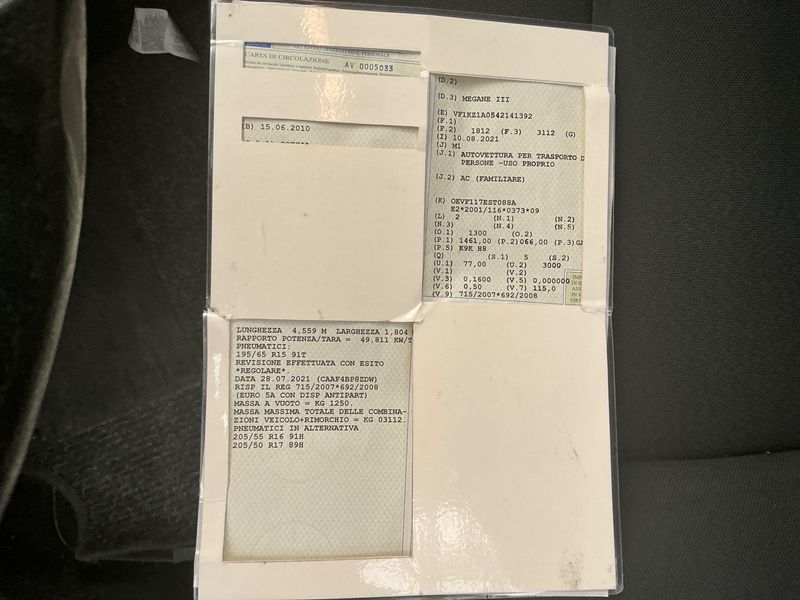 CARTA DI CIRCOLAZIONE
AV 0005033
(B) 15.06.2010
(D.2)
(D.3) MEGANE III
(E) VF1KZ1A0542141392
(F.1)
(F.2) 1812 (F.3) 3112 (G)
(I) 10.08.2021
(J) M1
(J.1) AUTOVETTURA PER TRASPORTO D
PERSONE -USO PROPRIO
(J.2) AC (FAMILIARE)
(K) OEVF117EST088A
E2*2001/116*0373*09
(L) 2 (N.1) (N.2)
(N.3) (N.4) (N.5)
(O.1) 1300 (O.2)
(P.1) 1461,00 (P.2)066,00 (P.3)G
(P.5) K9K H8
(Q) (S.1) 5 (S.2)
(U.1) 77,00 (U.2) 3000
(V.1) (V.2)
(V.3) 0,1600 (V.5) 0,000000
(V.6) 0,50 (V.7) 115,0
(V.9) 715/2007*692/2008
LUNGHEZZA 4,559 M LARGHEZZA 1,804
RAPPORTO POTENZA/TARA = 49,811 KW/T
PNEUMATICI:
195/65 R15 91T
REVISIONE EFFETTUATA CON ESITO
*REGOLARE*.
DATA 28.07.2021 (CAAF4BP8ZDW)
RISP IL REG 715/2007*692/2008
(EURO 5A CON DISP ANTIPART)
MASSA A VUOTO = KG 1250.
MASSA MASSIMA TOTALE DELLE COMBINA-
ZIONI VEICOLO+RIMORCHIO = KG 03112.
PNEUMATICI IN ALTERNATIVA
205/55 R16 91H
205/50 R17 89H